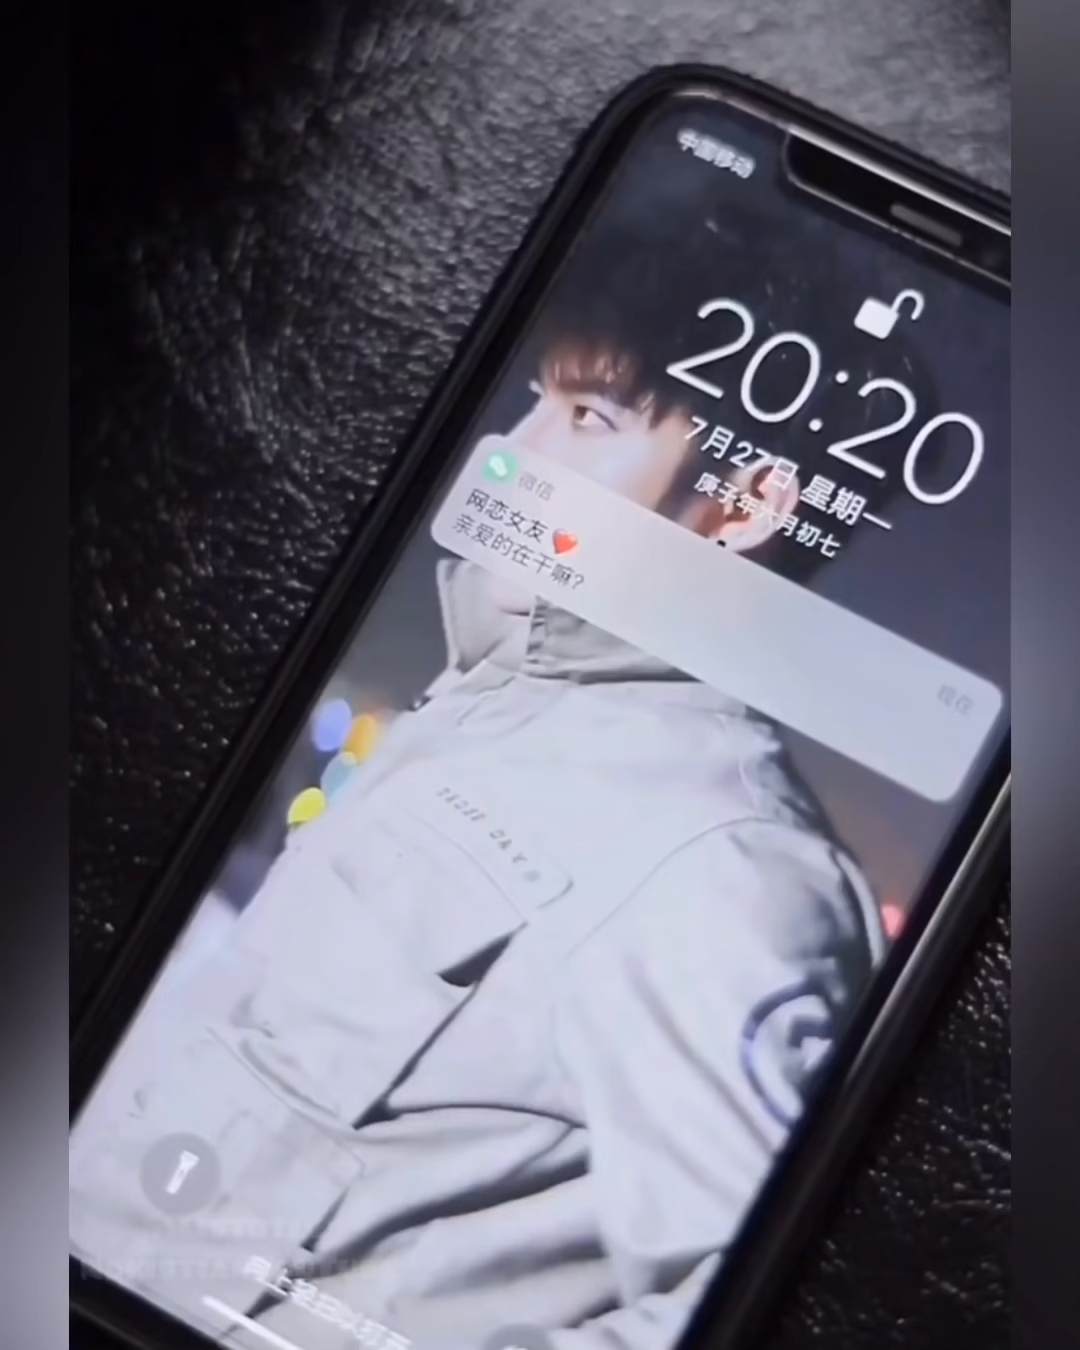 中国移动
20:20
7月27日 星期一
庚子年六月初七
微信
现在
网恋女友❤️
亲爱的在干嘛?